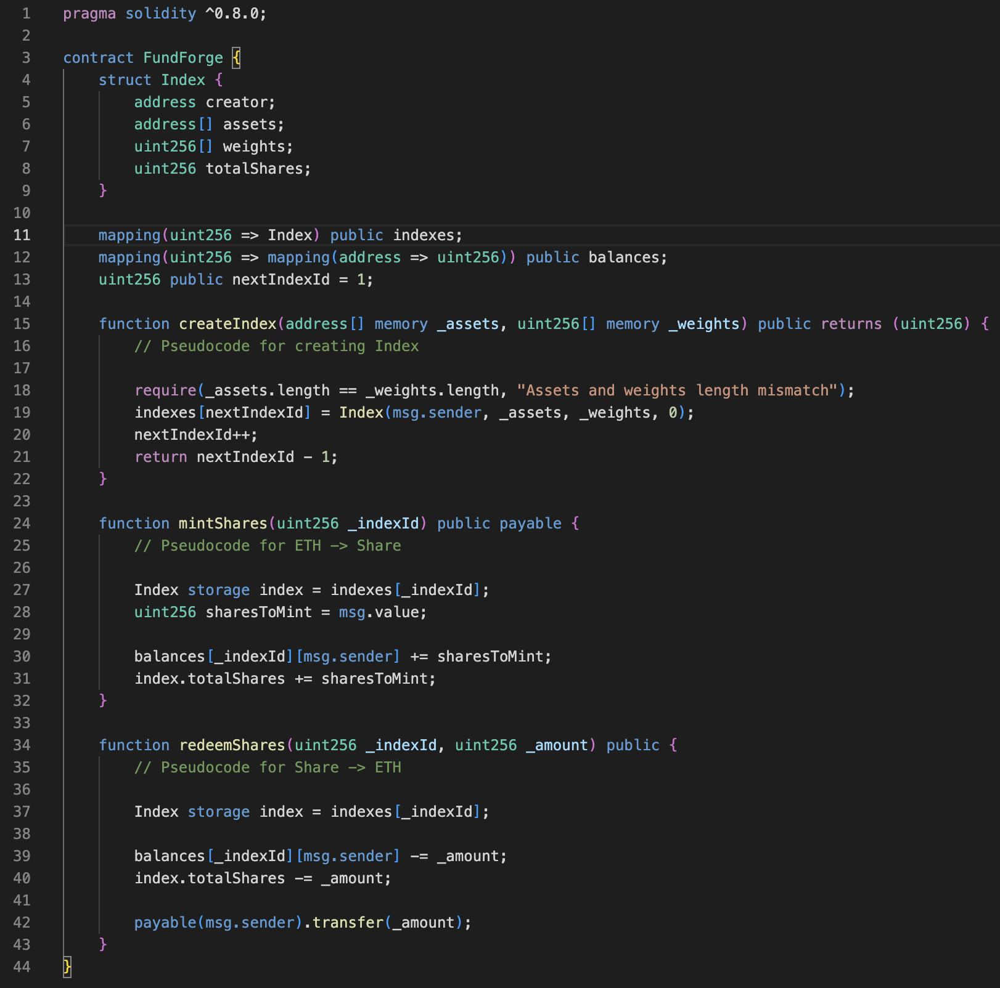 1 pragma solidity ^0.8.0;
2
3 contract FundForge {
4     struct Index {
5         address creator;
6         address[] assets;
7         uint256[] weights;
8         uint256 totalShares;
9     }
10
11     mapping(uint256 => Index) public indexes;
12     mapping(uint256 => mapping(address => uint256)) public balances;
13     uint256 public nextIndexId = 1;
14
15     function createIndex(address[] memory _assets, uint256[] memory _weights) public returns (uint256) {
16         // Pseudocode for creating Index
17
18         require(_assets.length == _weights.length, "Assets and weights length mismatch");
19         indexes[nextIndexId] = Index(msg.sender, _assets, _weights, 0);
20         nextIndexId++;
21         return nextIndexId - 1;
22     }
23
24     function mintShares(uint256 _indexId) public payable {
25         // Pseudocode for ETH -> Share
26
27         Index storage index = indexes[_indexId];
28         uint256 sharesToMint = msg.value;
29
30         balances[_indexId][msg.sender] += sharesToMint;
31         index.totalShares += sharesToMint;
32     }
33
34     function redeemShares(uint256 _indexId, uint256 _amount) public {
35         // Pseudocode for Share -> ETH
36
37         Index storage index = indexes[_indexId];
38
39         balances[_indexId][msg.sender] -= _amount;
40         index.totalShares -= _amount;
41
42         payable(msg.sender).transfer(_amount);
43     }
44 }